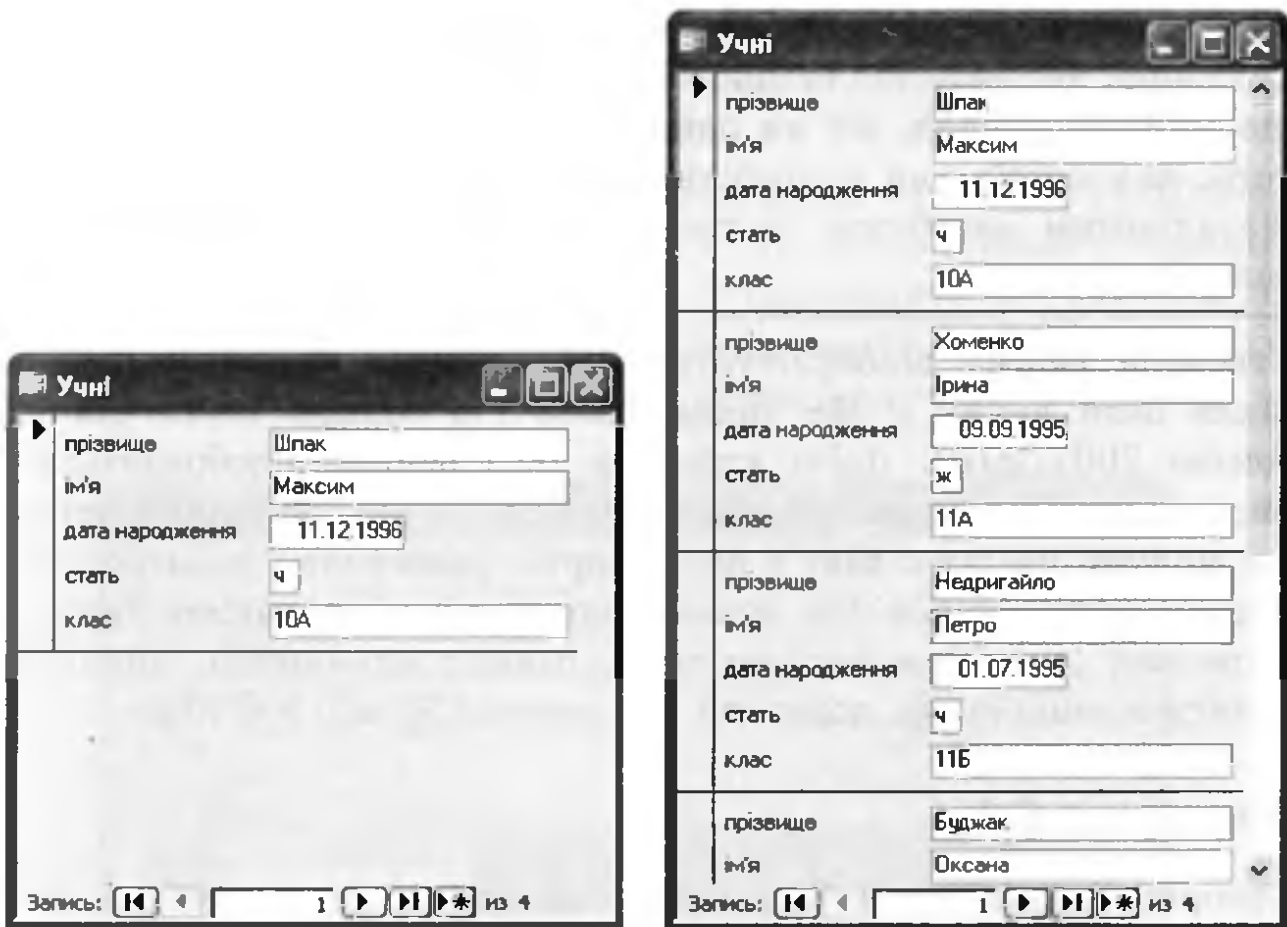 Учні
прізвище Шпак
ім'я Максим
дата народження 11.12.1996
стать ч
клас 10А
Запись: 1 из 4
Учні
прізвище Шпак
ім'я Максим
дата народження 11.12.1996
стать ч
клас 10А
прізвище Хоменко
ім'я Ірина
дата народження 09.09.1995
стать ж
клас 11А
прізвище Недригайло
ім'я Петро
дата народження 01.07.1995
стать ч
клас 11Б
прізвище Буджак
ім'я Оксана
Запись: 1 из 4